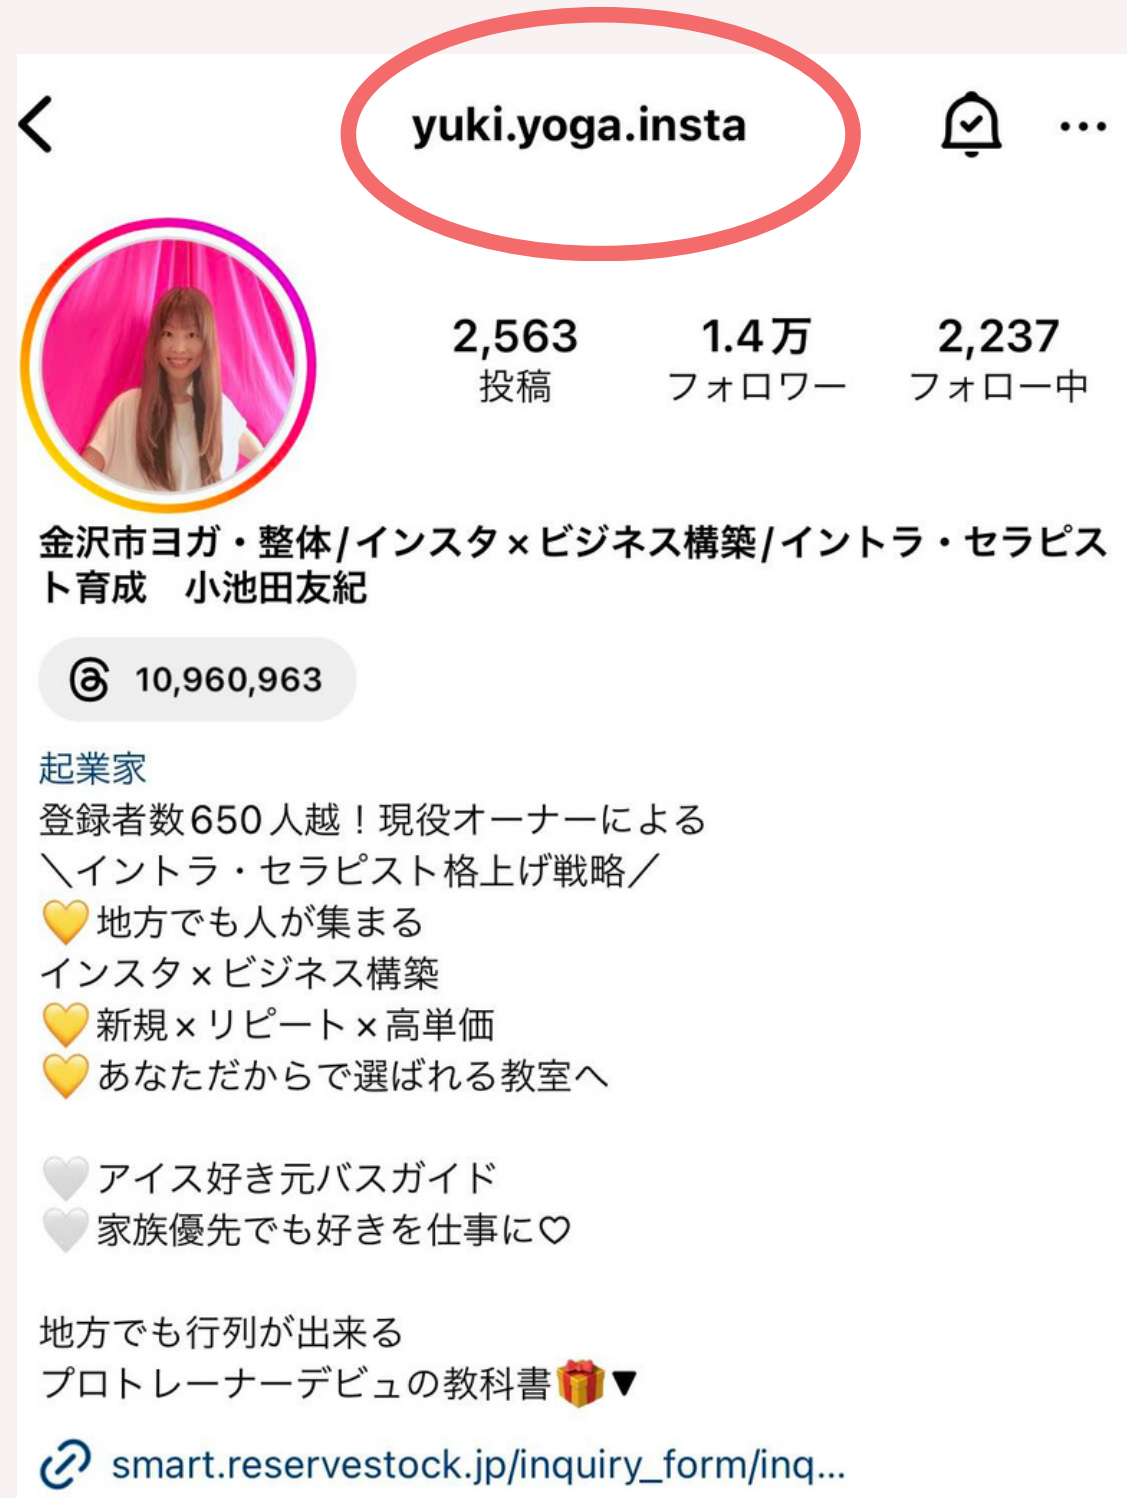 yuki.yoga.insta
2,563
投稿
1.4万
フォロワー
2,237
フォロー中
金沢市ヨガ・整体/インスタ×ビジネス構築/イントラ・セラピス
ト育成　小池田友紀
10,960,963
起業家
登録者数650人越！現役オーナーによる
＼イントラ・セラピスト格上げ戦略／
💛地方でも人が集まる
インスタ×ビジネス構築
💛新規×リピート×高単価
💛あなただからで選ばれる教室へ
🤍アイス好き元バスガイド
🤍家族優先でも好きを仕事に♡
地方でも行列が出来る
プロトレーナーデビュの教科書🎁▼
smart.reservestock.jp/inquiry_form/inq...